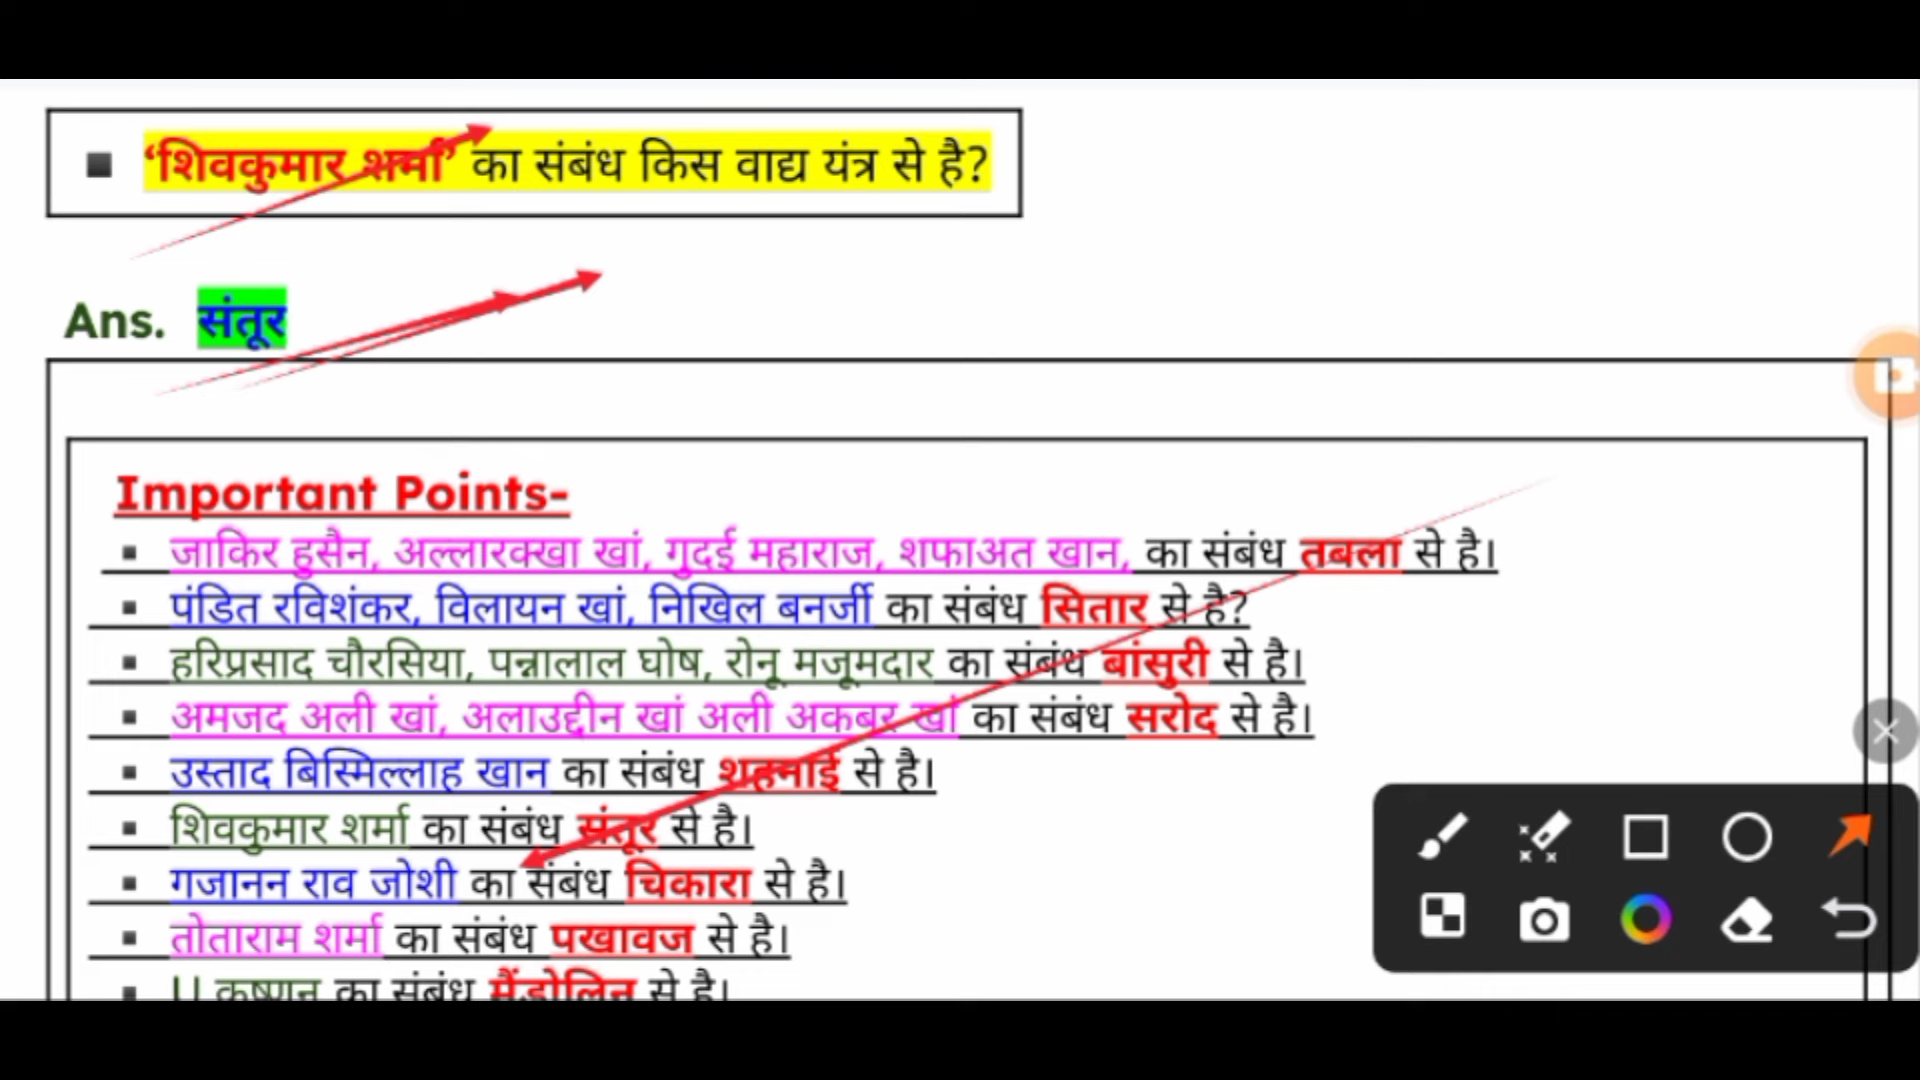 ▪ ‘शिवकुमार शर्मा’ का संबंध किस वाद्य यंत्र से है?
Ans. संतूर
Important Points-
▪ जाकिर हुसैन, अल्लारक्खा खां, गुदई महाराज, शफाअत खान, का संबंध तबला से है।
▪ पंडित रविशंकर, विलायन खां, निखिल बनर्जी का संबंध सितार से है?
▪ हरिप्रसाद चौरसिया, पन्नालाल घोष, रोनू मजूमदार का संबंध बांसुरी से है।
▪ अमजद अली खां, अलाउद्दीन खां अली अकबर खां का संबंध सरोद से है।
▪ उस्ताद बिस्मिल्लाह खान का संबंध शहनाई से है।
▪ शिवकुमार शर्मा का संबंध संतूर से है।
▪ गजानन राव जोशी का संबंध चिकारा से है।
▪ तोताराम शर्मा का संबंध पखावज से है।
▪ U कृष्णन का संबंध मैंडोलिन से है।